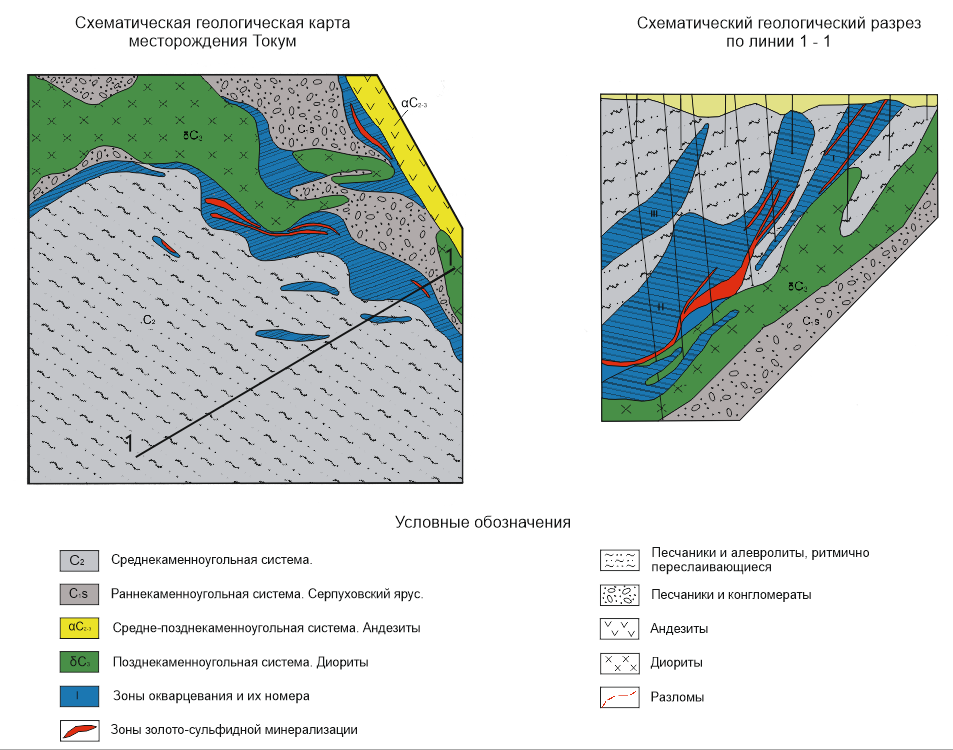 Схематическая геологическая карта
месторождения Токум
Схематический геологический разрез
по линии 1 - 1
αC₂₋₃
δC₃
C₁s
C₂
1
1
I
III
II
δC₃
C₁s
Условные обозначения
C₂ Среднекаменноугольная система.
C₁s Раннекаменноугольная система. Серпуховский ярус.
αC₂₋₃ Средне-позднекаменноугольная система. Андезиты
δC₃ Позднекаменноугольная система. Диориты
I Зоны окварцевания и их номера
Зоны золото-сульфидной минерализации
Песчаники и алевролиты, ритмично
переслаивающиеся
Песчаники и конгломераты
Андезиты
Диориты
Разломы